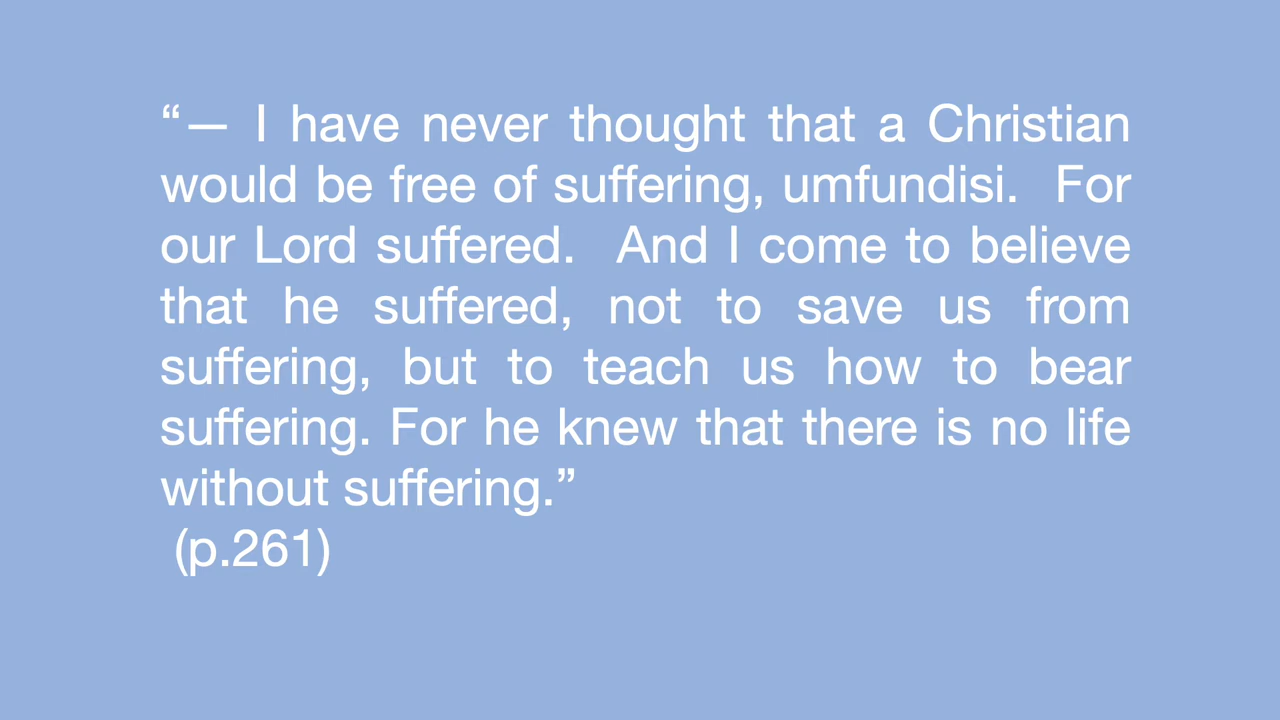 “— I have never thought that a Christian
would be free of suffering, umfundisi.  For
our Lord suffered.  And I come to believe
that he suffered, not to save us from
suffering, but to teach us how to bear
suffering. For he knew that there is no life
without suffering.”
(p.261)